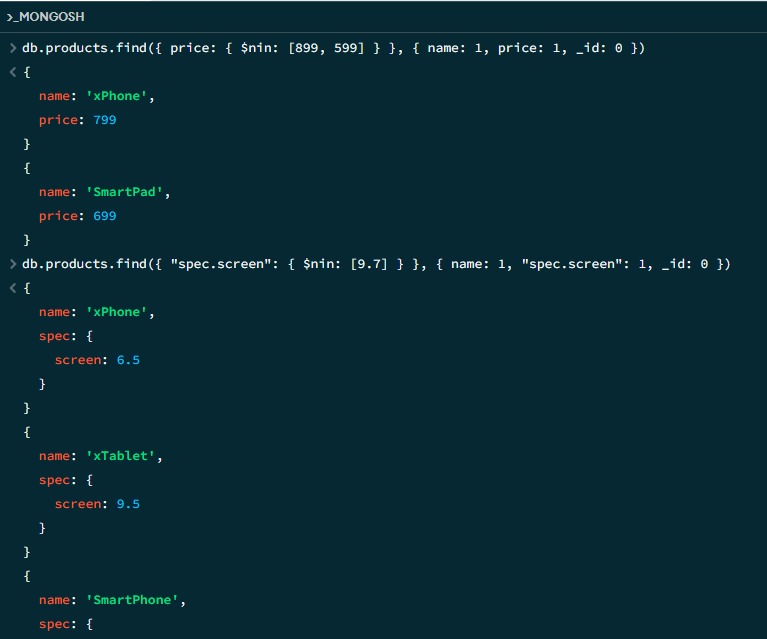 >_MONGOSH
> db.products.find({ price: { $nin: [899, 599] } }, { name: 1, price: 1, _id: 0 })
< {
name: 'xPhone',
price: 799
}
{
name: 'SmartPad',
price: 699
}
> db.products.find({ "spec.screen": { $nin: [9.7] } }, { name: 1, "spec.screen": 1, _id: 0 })
< {
name: 'xPhone',
spec: {
screen: 6.5
}
}
{
name: 'xTablet',
spec: {
screen: 9.5
}
}
{
name: 'SmartPhone',
spec: {